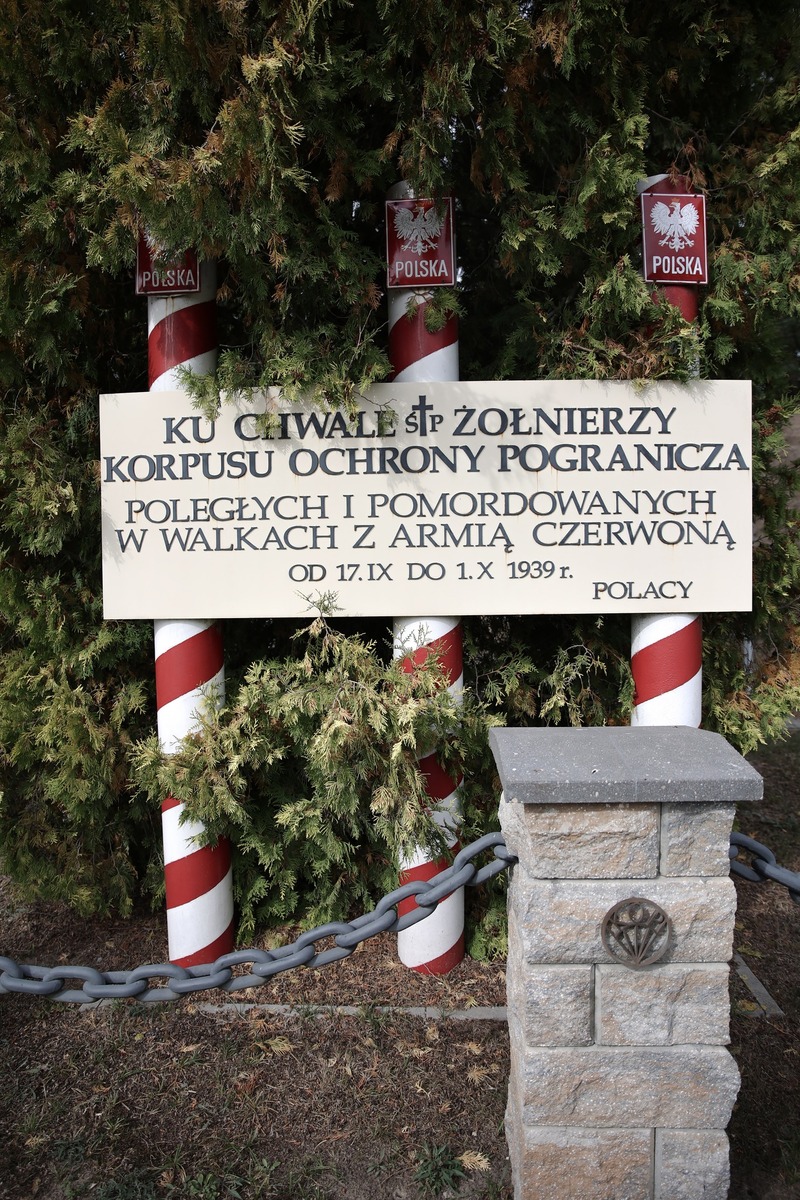 POLSKA
POLSKA
POLSKA
KU CHWALE Ś†P ŻOŁNIERZY
KORPUSU OCHRONY POGRANICZA
POLEGŁYCH I POMORDOWANYCH
W WALKACH Z ARMIĄ CZERWONĄ
OD 17.IX DO 1.X 1939 r.
POLACY
KOP